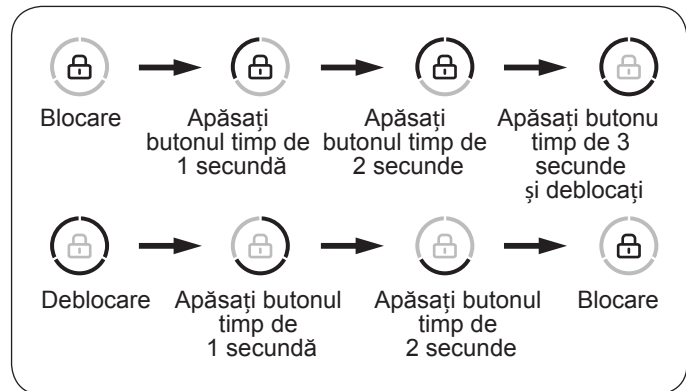 Blocare
Apăsați
butonul timp de
1 secundă
Apăsați
butonul timp de
2 secunde
Apăsați butonu
timp de 3
secunde
și deblocați
Deblocare
Apăsați butonul
timp de
1 secundă
Apăsați butonul
timp de
2 secunde
Blocare